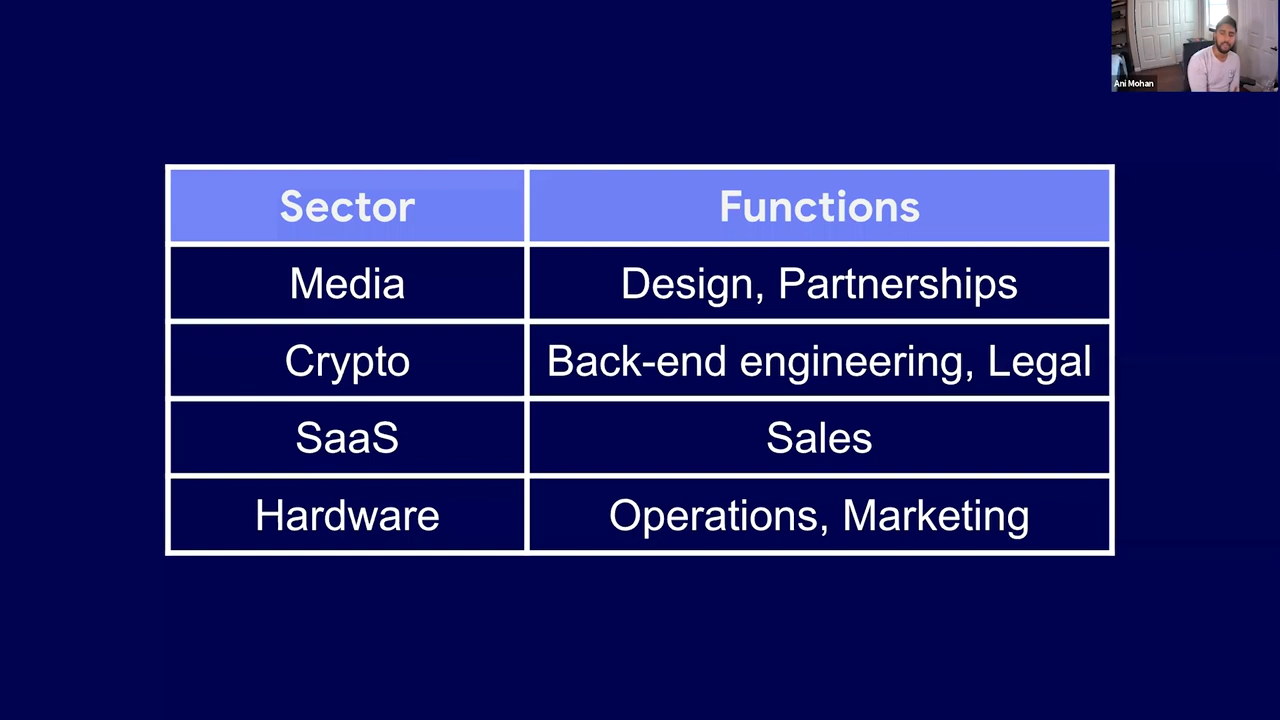 Ani Mohan
Sector Functions
Media Design, Partnerships
Crypto Back-end engineering, Legal
SaaS Sales
Hardware Operations, Marketing